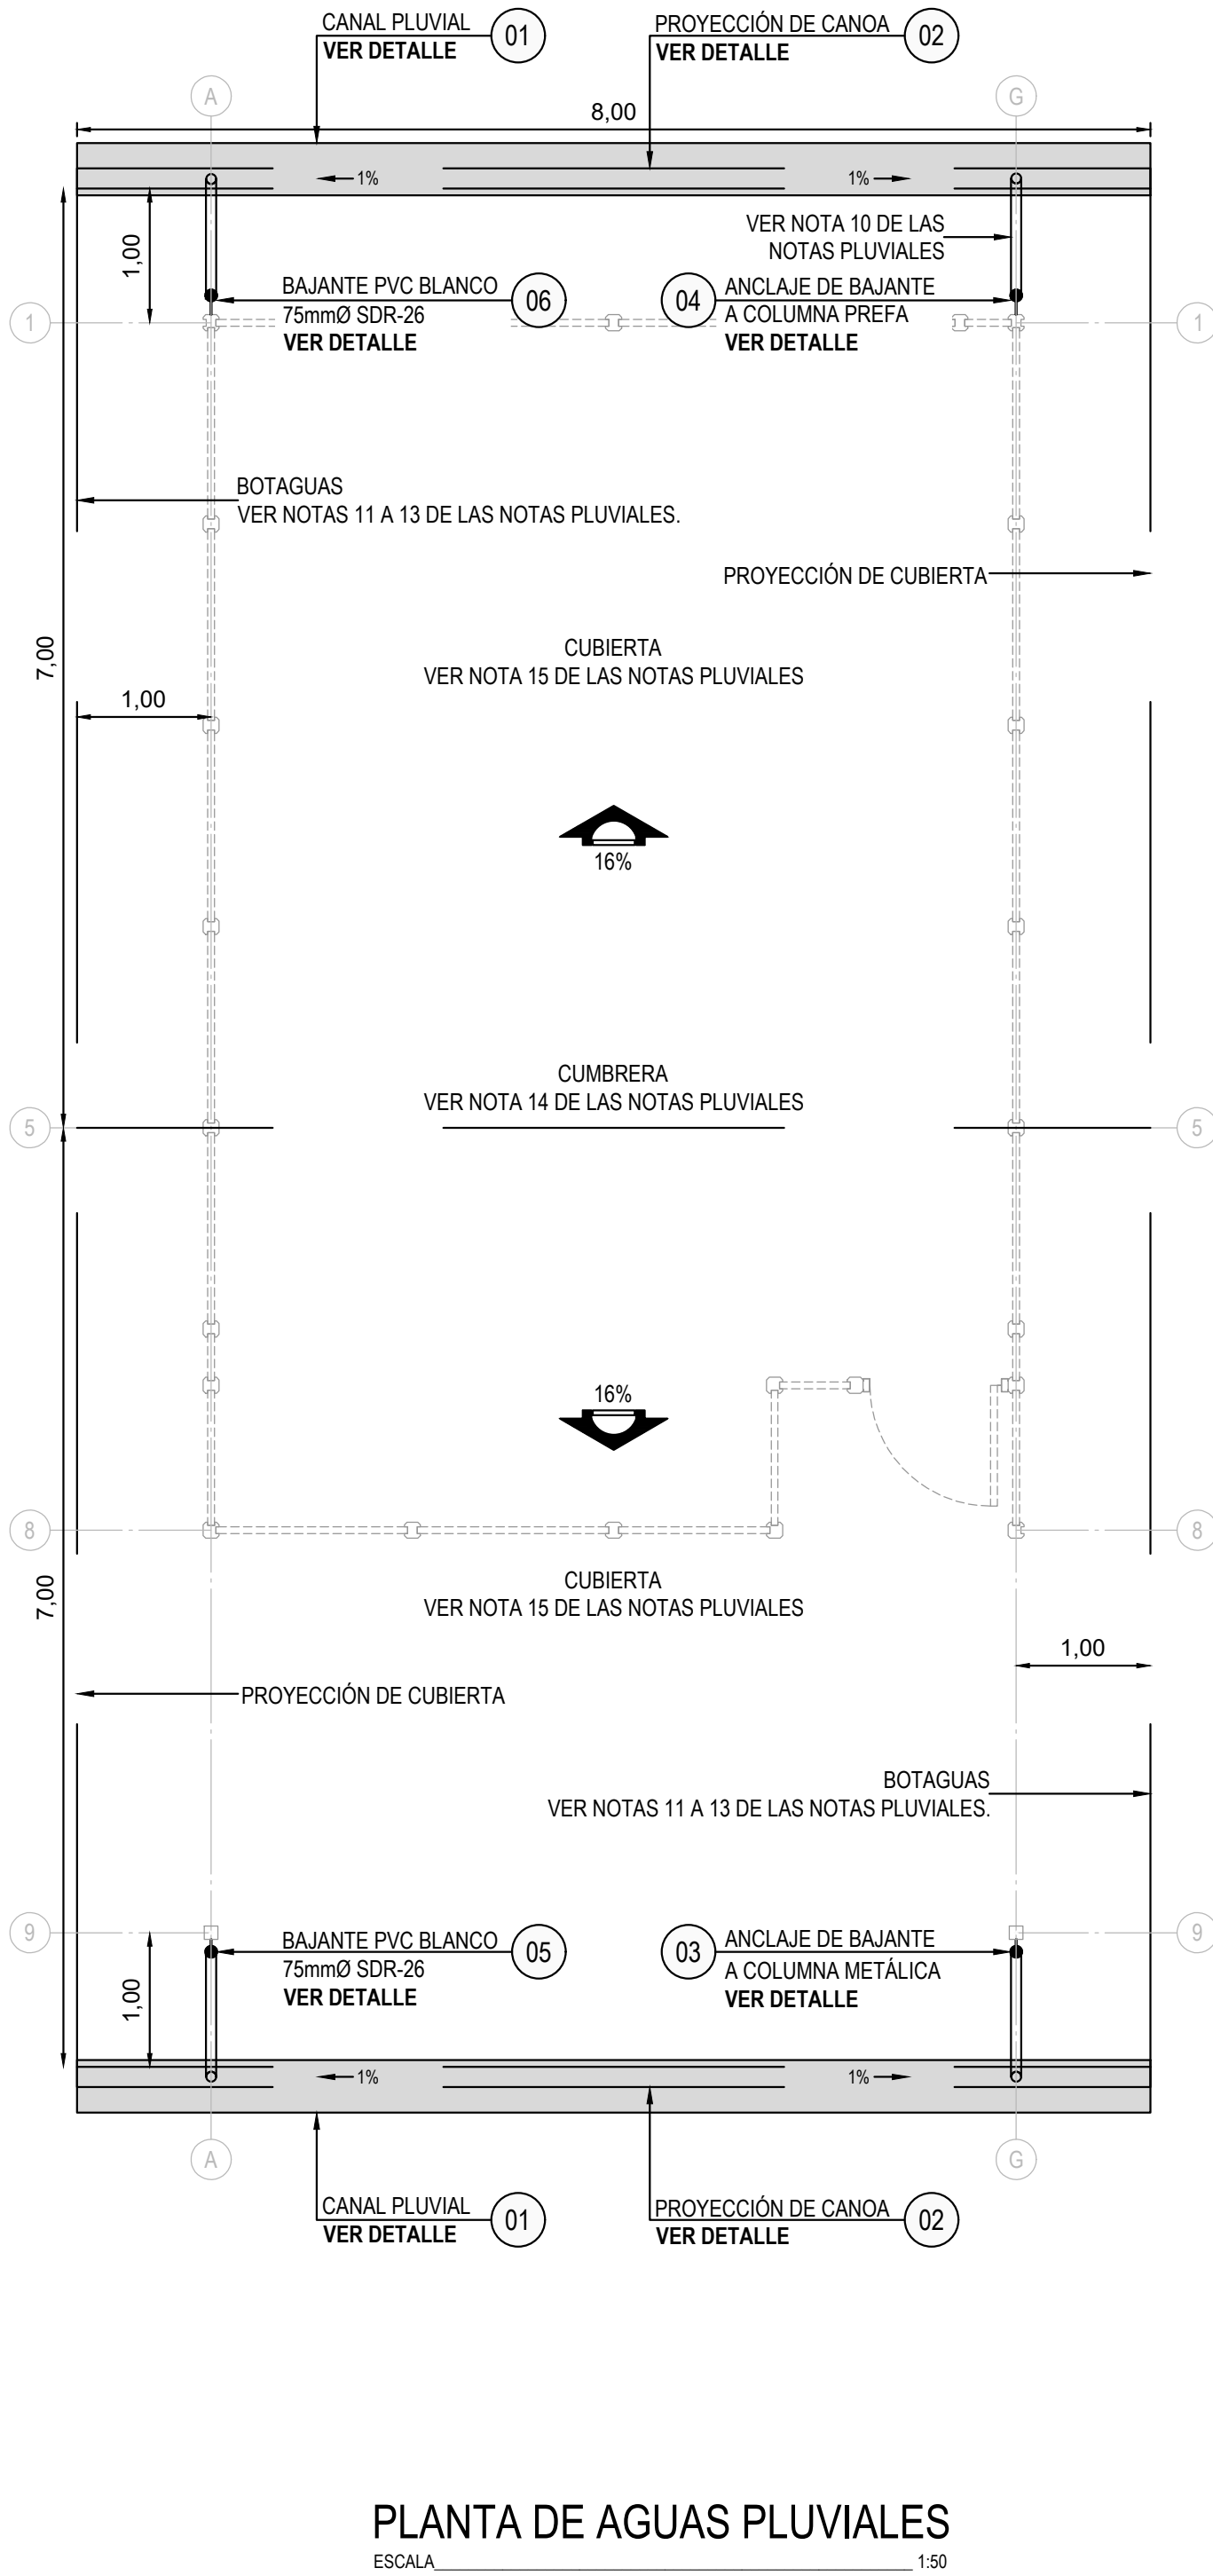 CANAL PLUVIAL
VER DETALLE
01
PROYECCIÓN DE CANOA
VER DETALLE
02
A
G
8,00
1%
1%
1,00
VER NOTA 10 DE LAS
NOTAS PLUVIALES
BAJANTE PVC BLANCO
75mmØ SDR-26
VER DETALLE
06
04
ANCLAJE DE BAJANTE
A COLUMNA PREFA
VER DETALLE
1
1
BOTAGUAS
VER NOTAS 11 A 13 DE LAS NOTAS PLUVIALES.
PROYECCIÓN DE CUBIERTA
7,00
CUBIERTA
VER NOTA 15 DE LAS NOTAS PLUVIALES
1,00
16%
CUMBRERA
VER NOTA 14 DE LAS NOTAS PLUVIALES
5
5
16%
8
8
7,00
CUBIERTA
VER NOTA 15 DE LAS NOTAS PLUVIALES
1,00
PROYECCIÓN DE CUBIERTA
BOTAGUAS
VER NOTAS 11 A 13 DE LAS NOTAS PLUVIALES.
9
9
BAJANTE PVC BLANCO
75mmØ SDR-26
VER DETALLE
05
03
ANCLAJE DE BAJANTE
A COLUMNA METÁLICA
VER DETALLE
1,00
1%
1%
A
G
CANAL PLUVIAL
VER DETALLE
01
PROYECCIÓN DE CANOA
VER DETALLE
02
PLANTA DE AGUAS PLUVIALES
ESCALA 1:50